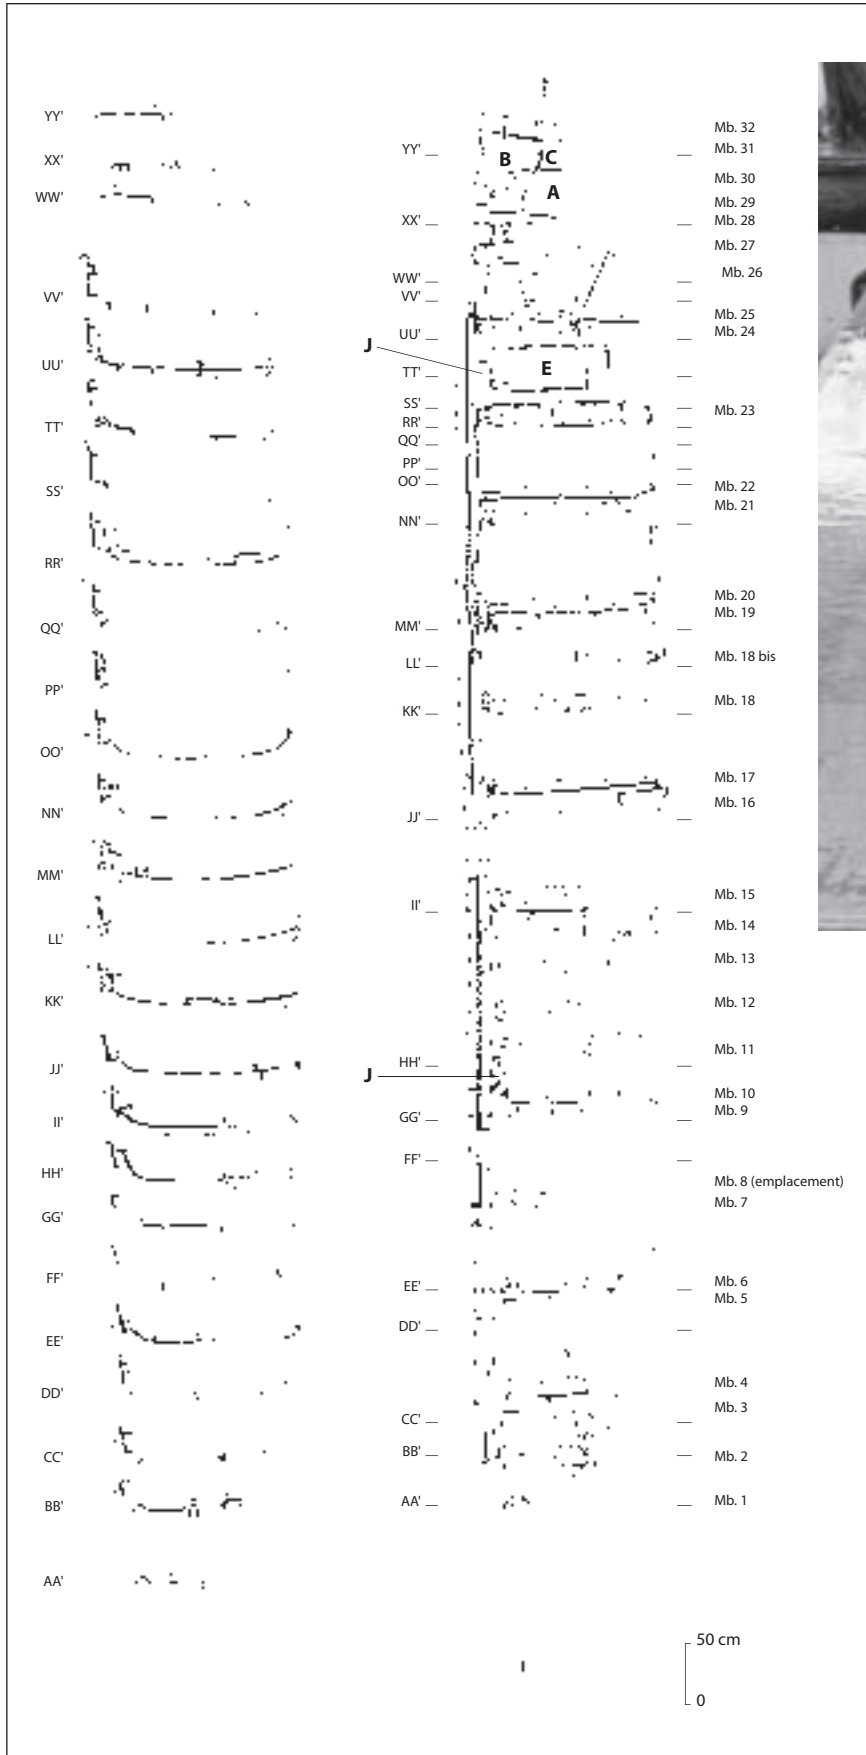 YY'
XX'
WW'
VV'
UU'
TT'
SS'
RR'
QQ'
PP'
OO'
NN'
MM'
LL'
KK'
JJ'
II'
HH'
GG'
FF'
EE'
DD'
CC'
BB'
AA'
YY'
XX'
WW'
VV'
UU'
TT'
SS'
RR'
QQ'
PP'
OO'
NN'
MM'
LL'
KK'
JJ'
II'
HH'
GG'
FF'
EE'
DD'
CC'
BB'
AA'
B
C
A
J
E
J
Mb. 32
Mb. 31
Mb. 30
Mb. 29
Mb. 28
Mb. 27
Mb. 26
Mb. 25
Mb. 24
Mb. 23
Mb. 22
Mb. 21
Mb. 20
Mb. 19
Mb. 18 bis
Mb. 18
Mb. 17
Mb. 16
Mb. 15
Mb. 14
Mb. 13
Mb. 12
Mb. 11
Mb. 10
Mb. 9
Mb. 8 (emplacement)
Mb. 7
Mb. 6
Mb. 5
Mb. 4
Mb. 3
Mb. 2
Mb. 1
50 cm
0